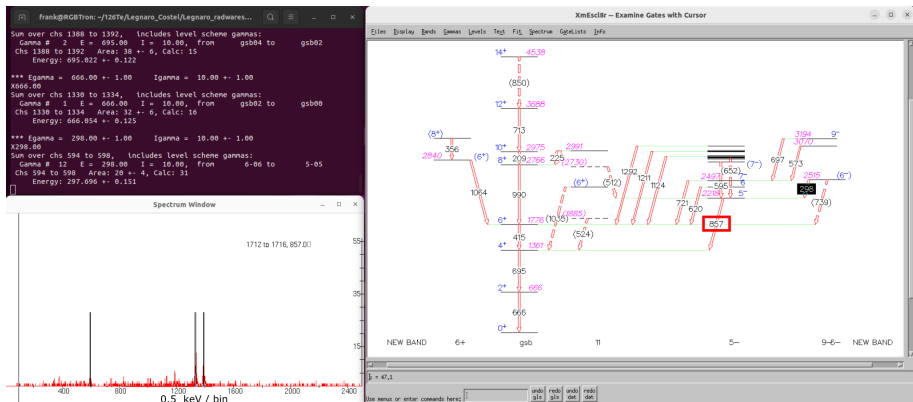 frank@RGBTron: ~/126Te/Legnaro_Costel/Legnaro_radwares...
Sum over chs 1388 to 1392, includes level scheme gammas:
Gamma # 2 E = 695.00 I = 10.00, from gsb04 to gsb02
Chs 1388 to 1392 Area: 38 +- 6, Calc: 15
Energy: 695.022 +- 0.122
*** Egamma = 666.00 +- 1.00 Igamma = 10.00 +- 1.00
X666.00
Sum over chs 1330 to 1334, includes level scheme gammas:
Gamma # 1 E = 666.00 I = 10.00, from gsb02 to gsb00
Chs 1330 to 1334 Area: 32 +- 6, Calc: 16
Energy: 666.054 +- 0.125
*** Egamma = 298.00 +- 1.00 Igamma = 10.00 +- 1.00
X298.00
Sum over chs 594 to 598, includes level scheme gammas:
Gamma # 12 E = 298.00 I = 10.00, from 6-06 to 5-05
Chs 594 to 598 Area: 20 +- 4, Calc: 31
Energy: 297.696 +- 0.151
Spectrum Window
1712 to 1716, 857.0
55
35
15
400 800 1200 1600 2000 2400
0.5 keV / bin
XmEscl8r — Examine Gates with Cursor
Files Display Bands Gammas Levels Test Fit Spectrum GateLists Info
14+ 4538
(850)
12+ 3688
713
(8+)
356
2840 (6+)
1064
10+ 2975
209
8+ 2766
225
2991
(2730)
(512)
990
(6+)
(1035)
(1885)
(524)
6+ 1776
415
4+ 1361
695
2+ 666
666
0+
1292
1211
1124
(7-)
(652)
2497 7-
595 6
5-
721
620
857
3194 9-
3070
697
573
2515 (6-)
298
(739)
NEW BAND 6+ gsb 11 5- 9-6- NEW BAND
Use menus or enter commands here:
undo gls
redo gls
undo dat
redo dat